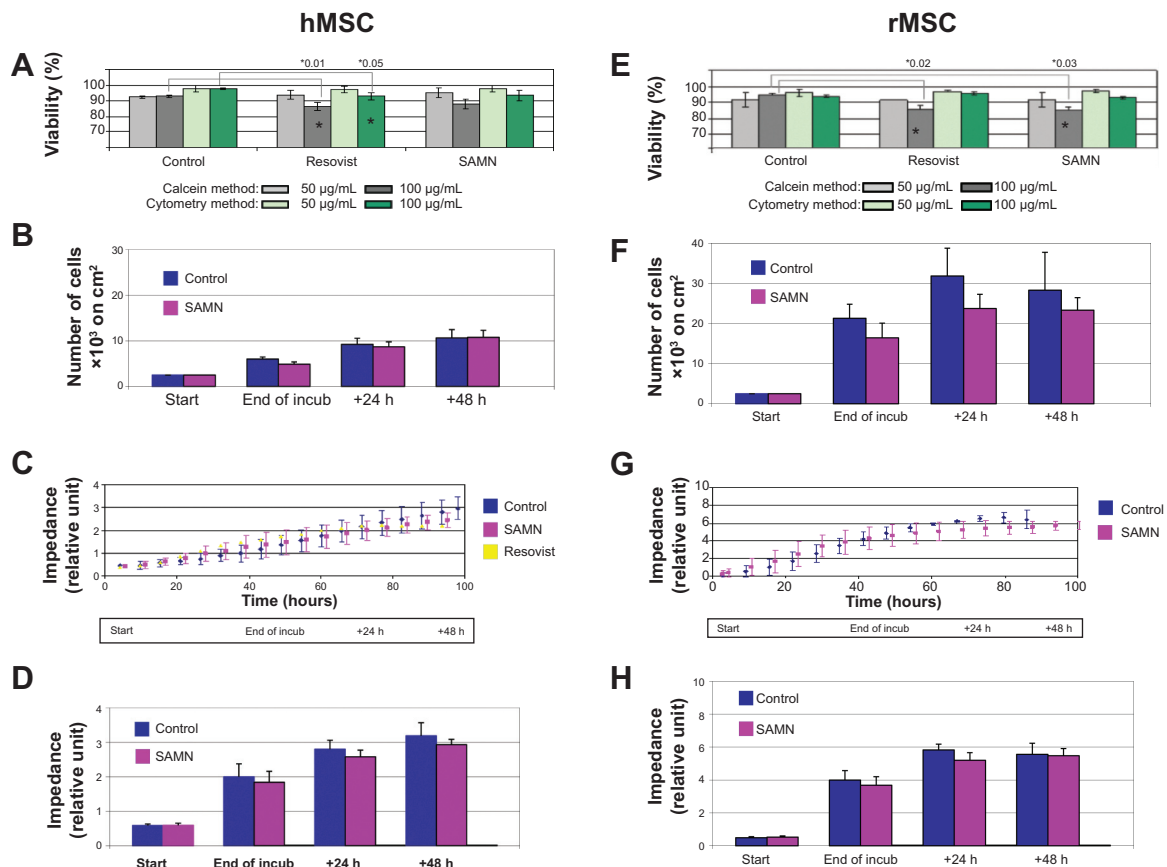 hMSC
A
Viability (%)
100
90
80
70
*0.01 *0.05
*
*
Control Resovist SAMN
Calcein method: 50 µg/mL 100 µg/mL
Cytometry method: 50 µg/mL 100 µg/mL
B
Number of cells
×10³ on cm²
30
20
10
0
Control
SAMN
Start End of incub +24 h +48 h
C
Impedance
(relative unit)
4
3
2
1
0
0 20 40 60 80 100
Time (hours)
Control
SAMN
Resovist
Start End of incub +24 h +48 h
D
Impedance
(relative unit)
4
3
2
1
0
Control
SAMN
Start End of incub +24 h +48 h
rMSC
E
Viability (%)
100
90
80
70
*0.02 *0.03
*
*
Control Resovist SAMN
Calcein method: 50 µg/mL 100 µg/mL
Cytometry method: 50 µg/mL 100 µg/mL
F
Number of cells
×10³ on cm²
40
30
20
10
0
Control
SAMN
Start End of incub +24 h +48 h
G
Impedance
(relative unit)
10
8
6
4
2
0
0 20 40 60 80 100
Time (hours)
Control
SAMN
Start End of incub +24 h +48 h
H
Impedance
(relative unit)
10
8
6
4
2
0
Control
SAMN
Start End of incub +24 h +48 h